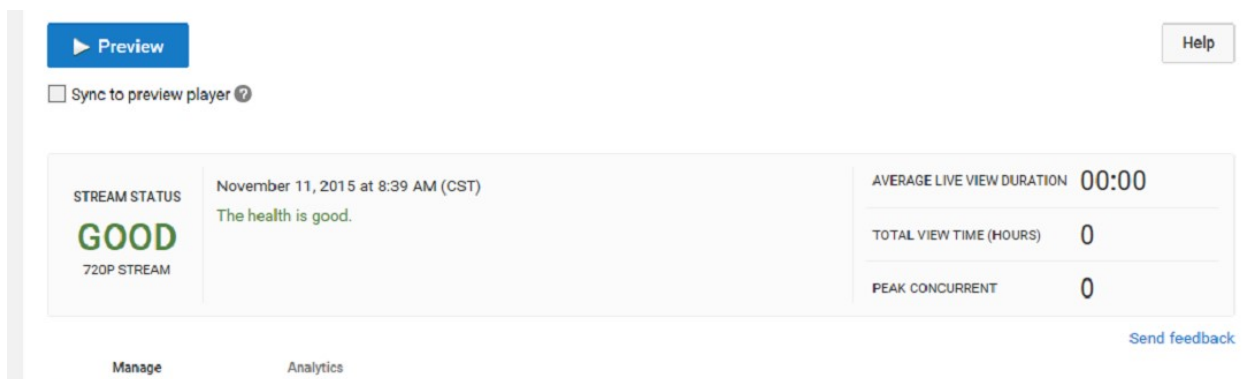 Preview
Help
Sync to preview player
STREAM STATUS
GOOD
720P STREAM
November 11, 2015 at 8:39 AM (CST)
The health is good.
AVERAGE LIVE VIEW DURATION 00:00
TOTAL VIEW TIME (HOURS) 0
PEAK CONCURRENT 0
Send feedback
Manage Analytics